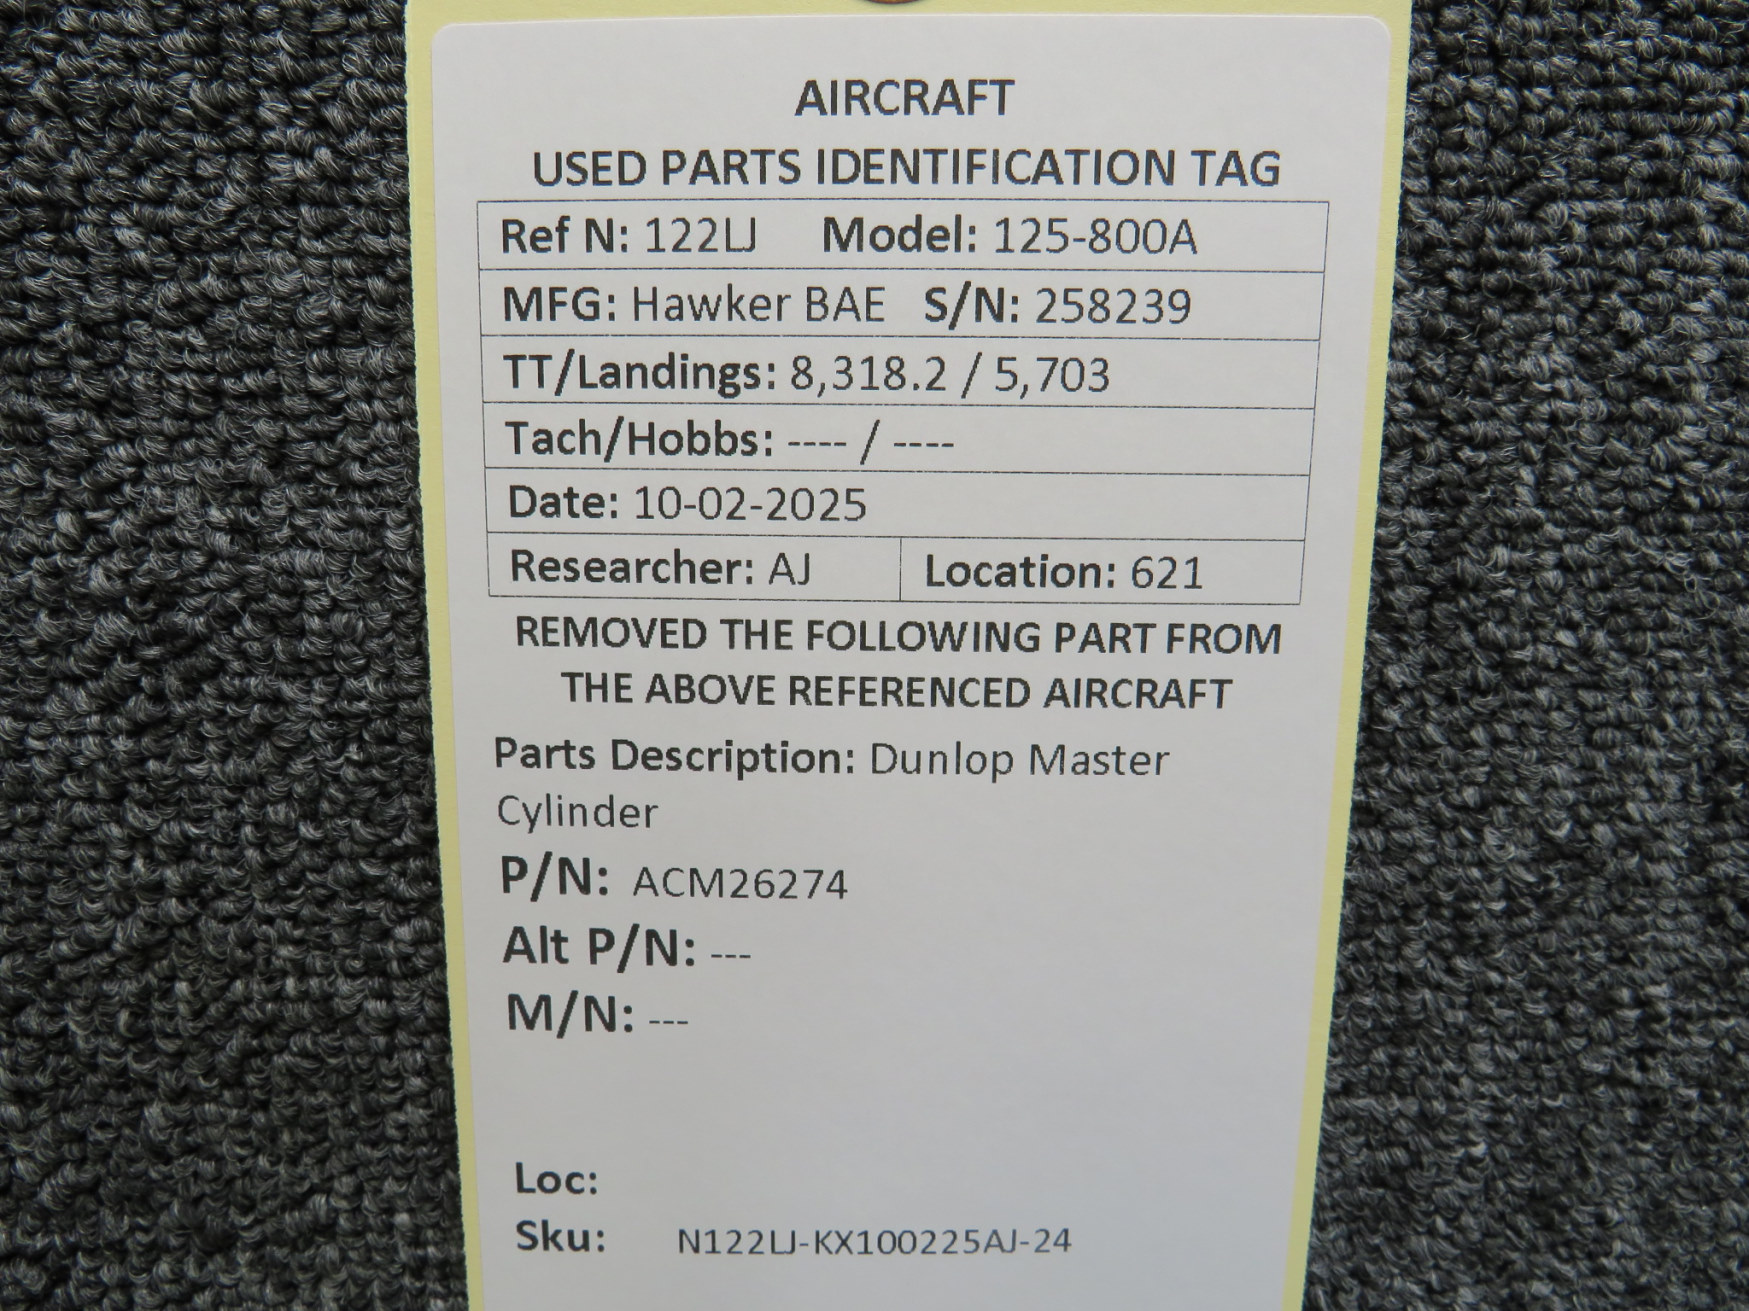 AIRCRAFT
USED PARTS IDENTIFICATION TAG
Ref N: 122LJ Model: 125-800A
MFG: Hawker BAE S/N: 258239
TT/Landings: 8,318.2 / 5,703
Tach/Hobbs: ---- / ----
Date: 10-02-2025
Researcher: AJ Location: 621
REMOVED THE FOLLOWING PART FROM
THE ABOVE REFERENCED AIRCRAFT
Parts Description: Dunlop Master
Cylinder
P/N: ACM26274
Alt P/N: ---
M/N: ---
Loc:
Sku: N122LJ-KX100225AJ-24